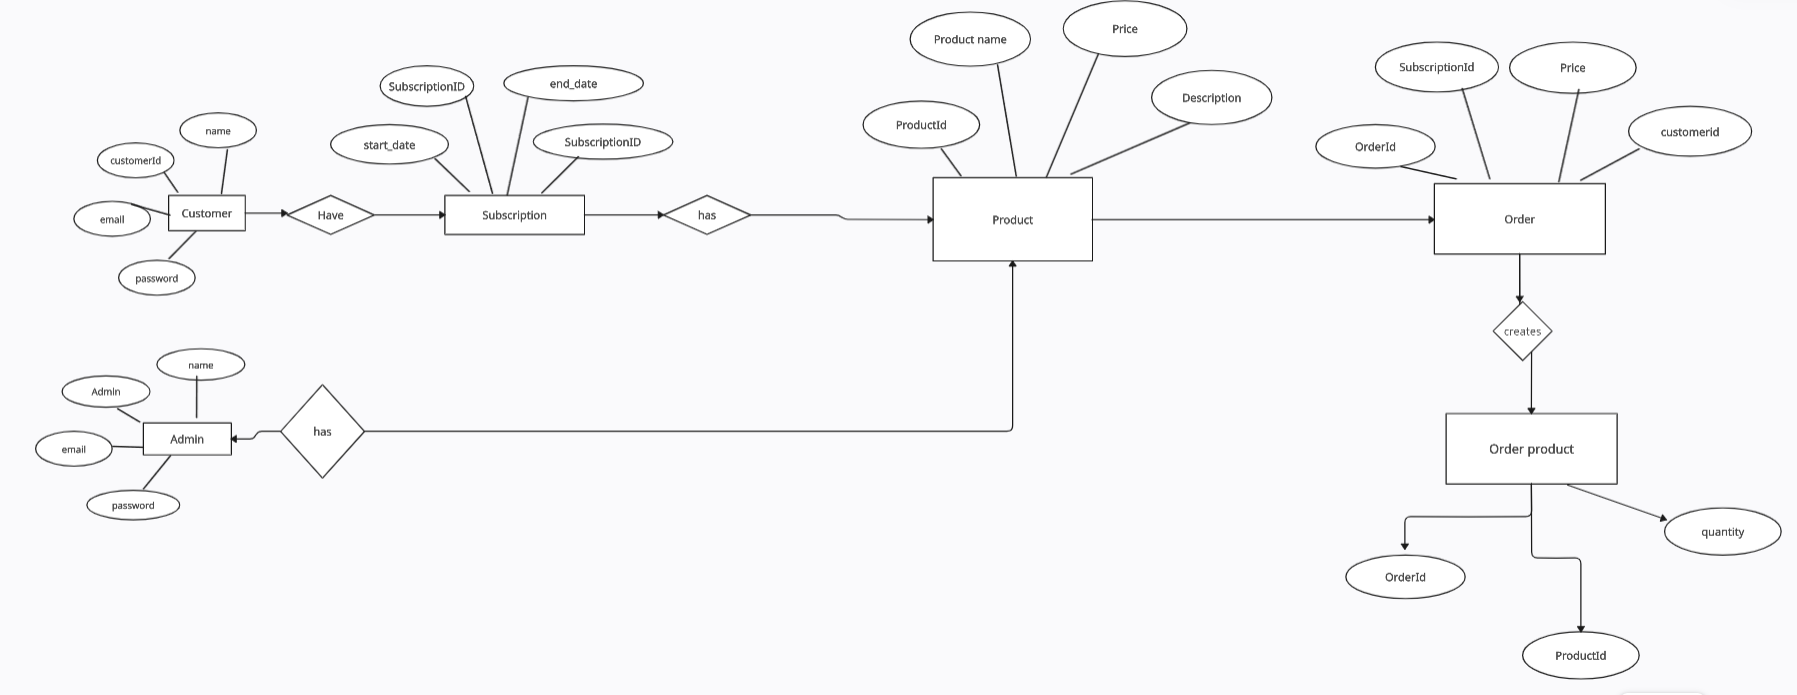 Product name
Price
Description
ProductId
SubscriptionId
Price
customerid
OrderId
SubscriptionID
end_date
start_date
SubscriptionID
name
customerId
email
password
Customer
Have
Subscription
has
Product
Order
creates
name
Admin
email
password
Admin
has
Order product
quantity
OrderId
ProductId